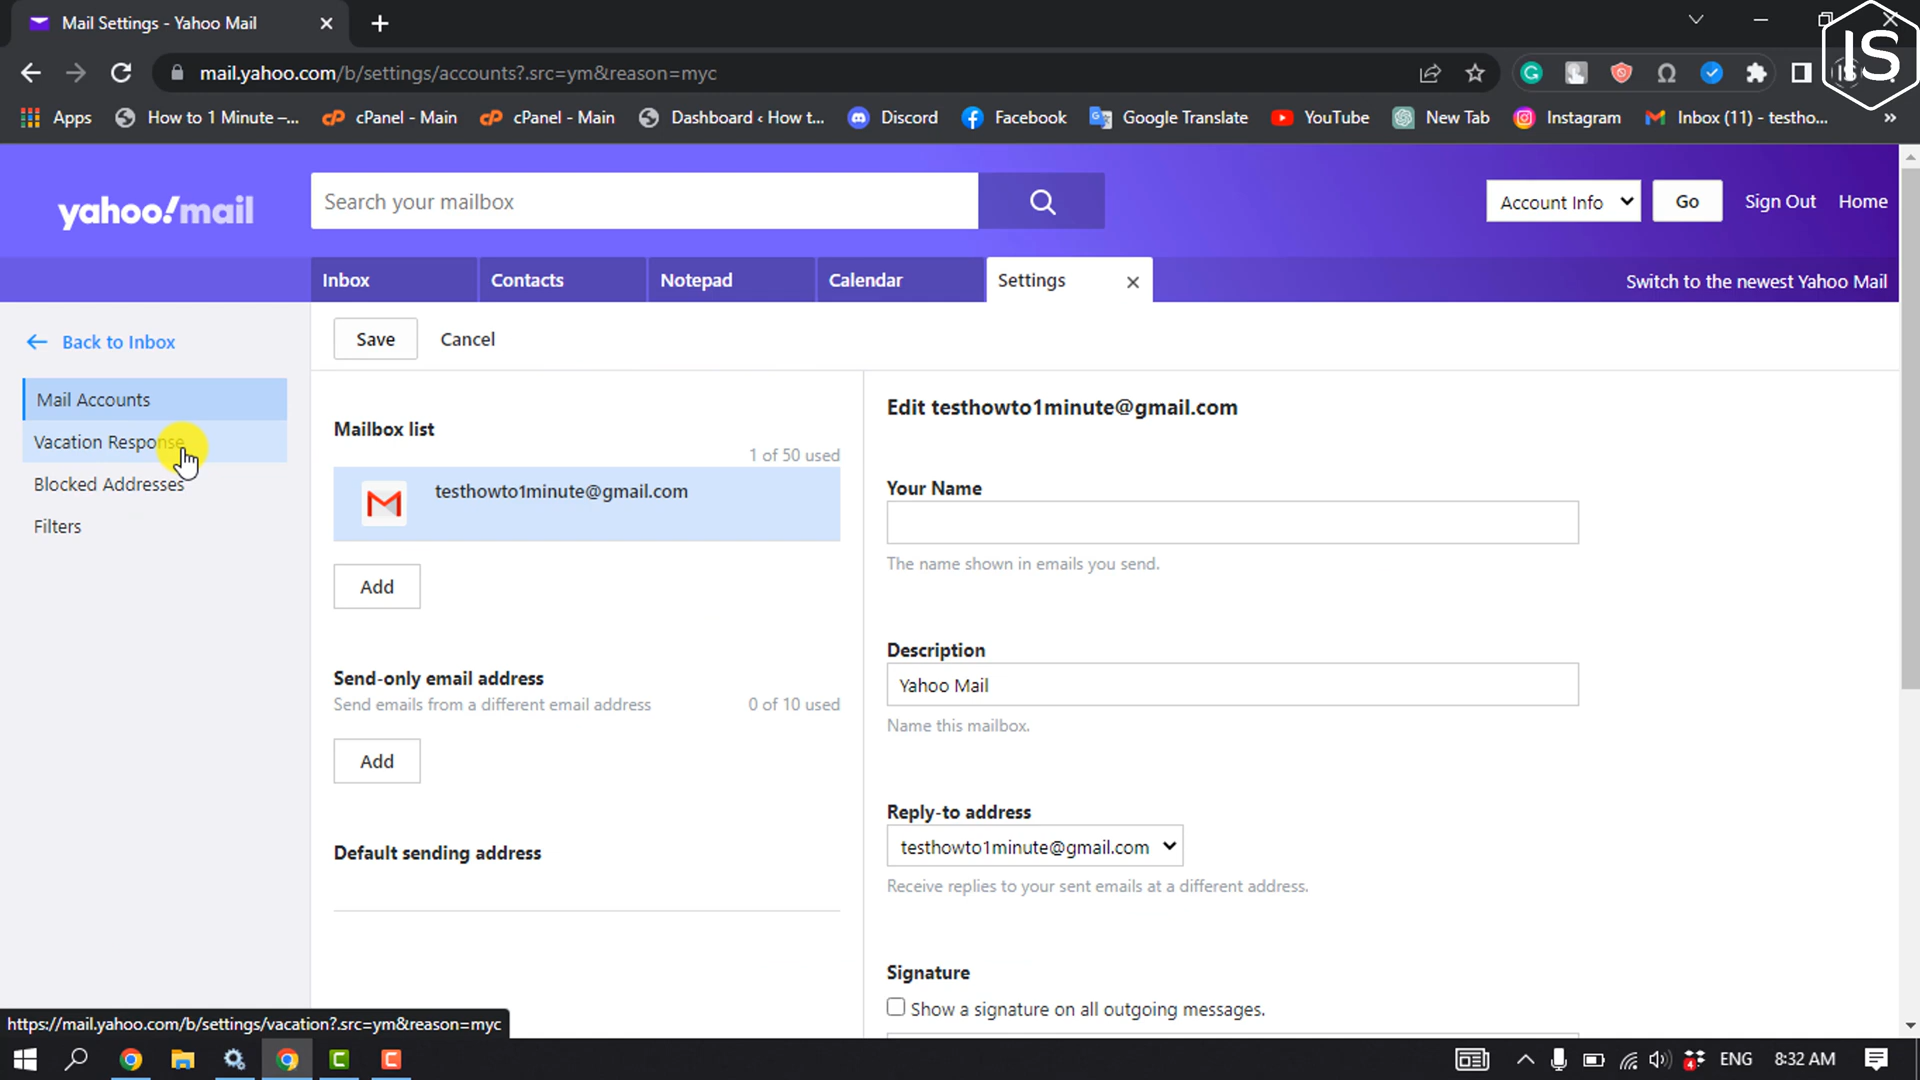 Mail Settings - Yahoo Mail
IS
mail.yahoo.com/b/settings/accounts?.src=ym&reason=myc
Apps
How to 1 Minute –...
cPanel - Main
cPanel - Main
Dashboard ‹ How t...
Discord
Facebook
Google Translate
YouTube
New Tab
Instagram
Inbox (11) - testho...
»
yahoo!mail
Search your mailbox
Account Info
Go
Sign Out
Home
Inbox
Contacts
Notepad
Calendar
Settings
Switch to the newest Yahoo Mail
Back to Inbox
Save
Cancel
Mail Accounts
Vacation Response
Blocked Addresses
Filters
Mailbox list
1 of 50 used
testhowto1minute@gmail.com
Add
Send-only email address
Send emails from a different email address
0 of 10 used
Add
Default sending address
Edit testhowto1minute@gmail.com
Your Name
The name shown in emails you send.
Description
Yahoo Mail
Name this mailbox.
Reply-to address
testhowto1minute@gmail.com
Receive replies to your sent emails at a different address.
Signature
Show a signature on all outgoing messages.
https://mail.yahoo.com/b/settings/vacation?.src=ym&reason=myc
4
ENG
8:32 AM